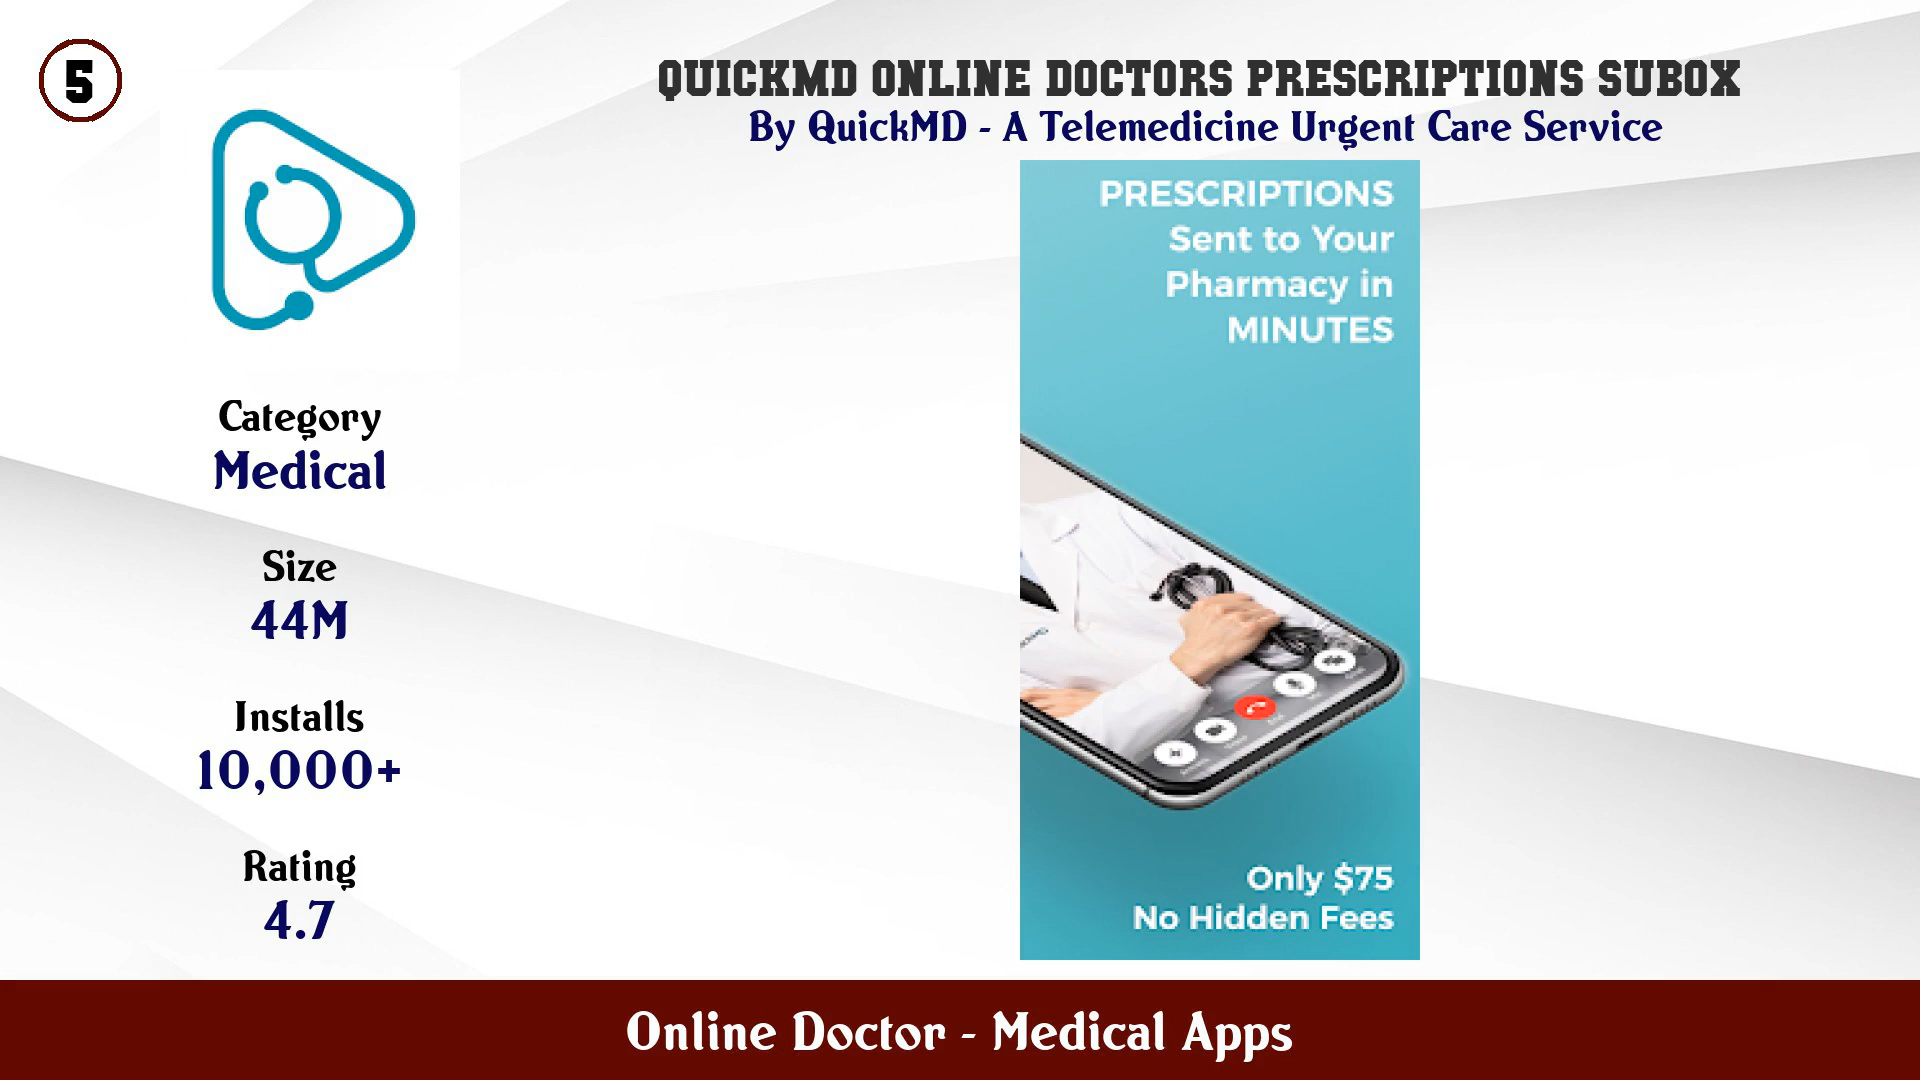 5
QUICKMD ONLINE DOCTORS PRESCRIPTIONS SUBOX
By QuickMD - A Telemedicine Urgent Care Service
PRESCRIPTIONS
Sent to Your
Pharmacy in
MINUTES
Category
Medical
Size
44M
Installs
10,000+
Rating
4.7
Only $75
No Hidden Fees
Online Doctor - Medical Apps